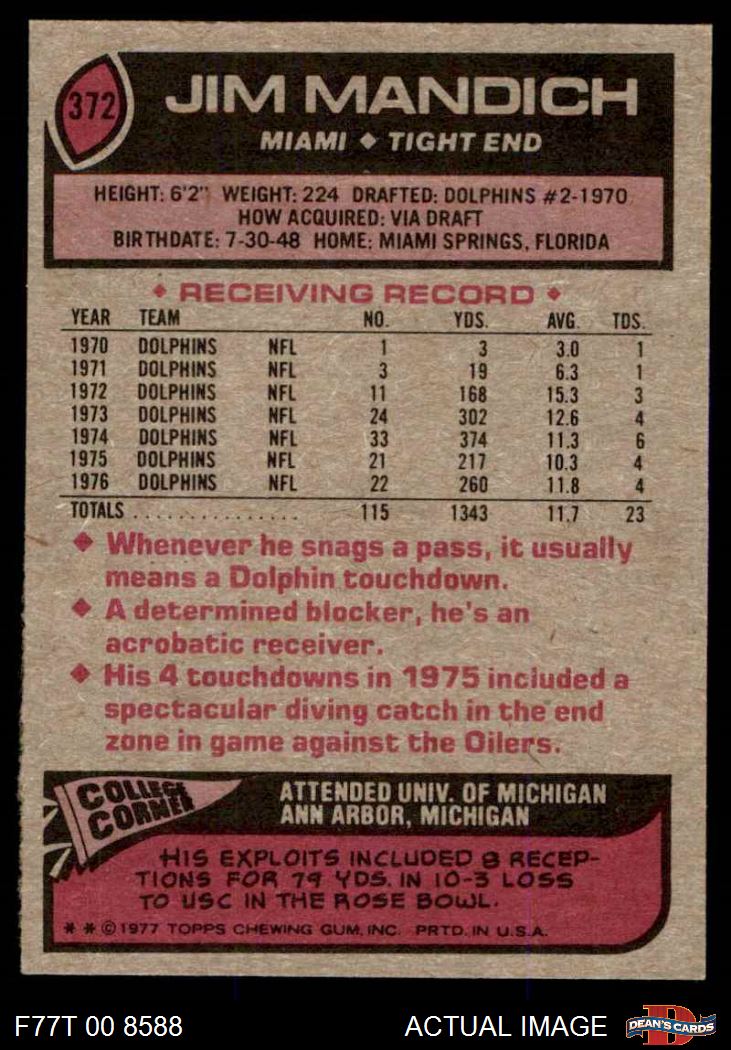 372
JIM MANDICH
MIAMI ◆ TIGHT END
HEIGHT: 6'2" WEIGHT: 224 DRAFTED: DOLPHINS #2-1970
HOW ACQUIRED: VIA DRAFT
BIRTHDATE: 7-30-48 HOME: MIAMI SPRINGS, FLORIDA
◆ RECEIVING RECORD ◆
YEAR TEAM NO. YDS. AVG. TDS.
1970 DOLPHINS NFL 1 3 3.0 1
1971 DOLPHINS NFL 3 19 6.3 1
1972 DOLPHINS NFL 11 168 15.3 3
1973 DOLPHINS NFL 24 302 12.6 4
1974 DOLPHINS NFL 33 374 11.3 6
1975 DOLPHINS NFL 21 217 10.3 4
1976 DOLPHINS NFL 22 260 11.8 4
TOTALS ................ 115 1343 11.7 23
◆ Whenever he snags a pass, it usually
means a Dolphin touchdown.
◆ A determined blocker, he's an
acrobatic receiver.
◆ His 4 touchdowns in 1975 included a
spectacular diving catch in the end
zone in game against the Oilers.
COLLEGE
CORNER
ATTENDED UNIV. OF MICHIGAN
ANN ARBOR, MICHIGAN
HIS EXPLOITS INCLUDED 8 RECEP-
TIONS FOR 79 YDS. IN 10-3 LOSS
TO USC IN THE ROSE BOWL.
* * © 1977 TOPPS CHEWING GUM, INC. PRTD. IN U.S.A.
F77T 00 8588
ACTUAL IMAGE
D
DEAN'S CARDS